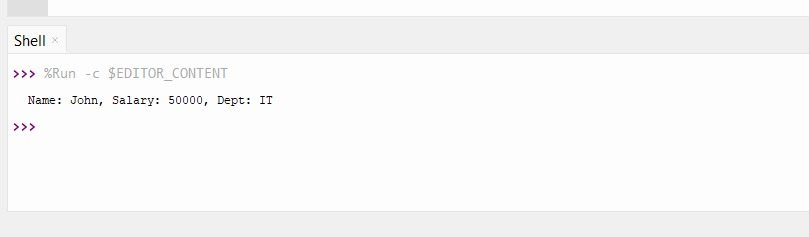 Shell ×
>>> %Run -c $EDITOR_CONTENT
Name: John, Salary: 50000, Dept: IT
>>>